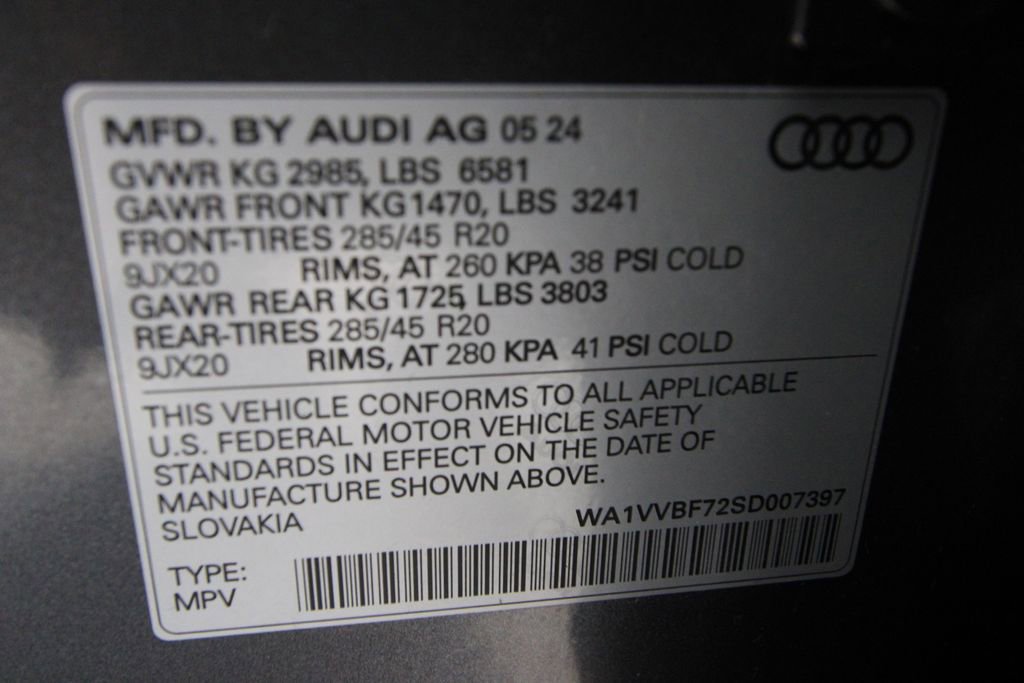 MFD. BY AUDI AG 05 24
GVWR KG 2985, LBS 6581
GAWR FRONT KG 1470, LBS 3241
FRONT-TIRES 285/45 R20
9JX20 RIMS, AT 260 KPA 38 PSI COLD
GAWR REAR KG 1725, LBS 3803
REAR-TIRES 285/45 R20
9JX20 RIMS, AT 280 KPA 41 PSI COLD
THIS VEHICLE CONFORMS TO ALL APPLICABLE
U.S. FEDERAL MOTOR VEHICLE SAFETY
STANDARDS IN EFFECT ON THE DATE OF
MANUFACTURE SHOWN ABOVE.
SLOVAKIA WA1VVBF72SD007397
TYPE:
MPV